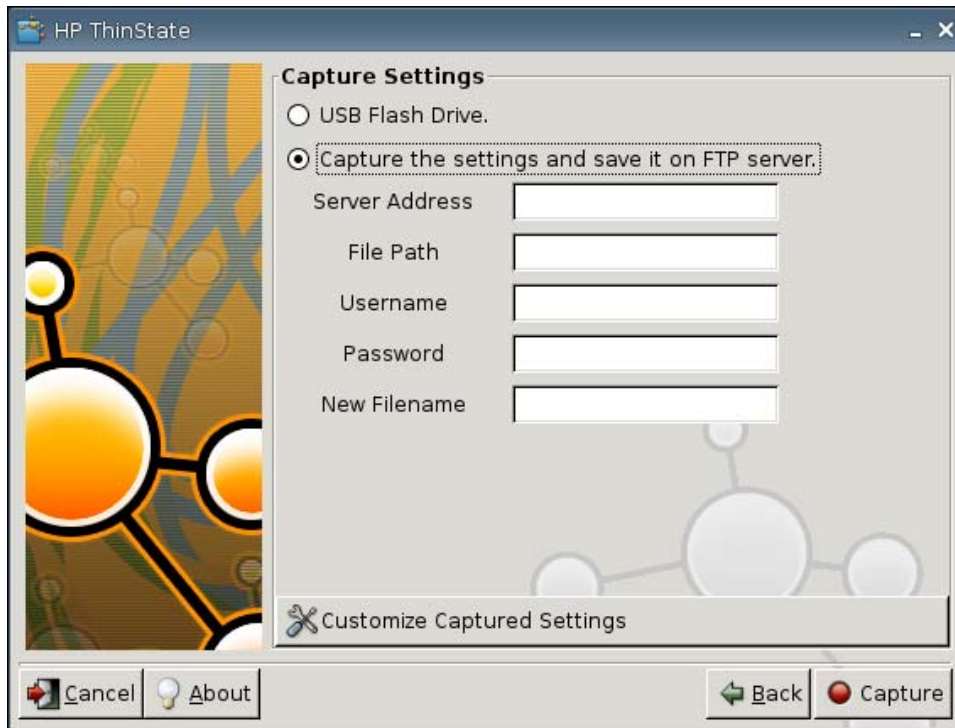 HP ThinState
Capture Settings
USB Flash Drive.
Capture the settings and save it on FTP server.
Server Address
File Path
Username
Password
New Filename
Customize Captured Settings
Cancel
About
Back
Capture